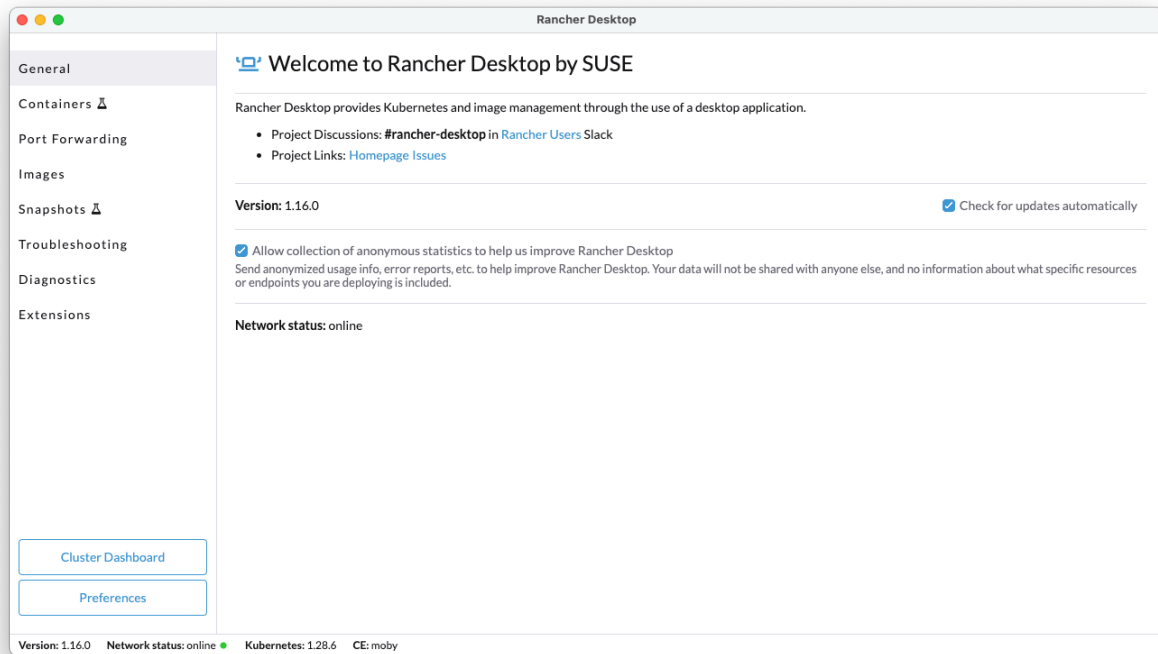 Rancher Desktop
General
Containers
Port Forwarding
Images
Snapshots
Troubleshooting
Diagnostics
Extensions
Cluster Dashboard
Preferences
Welcome to Rancher Desktop by SUSE
Rancher Desktop provides Kubernetes and image management through the use of a desktop application.
• Project Discussions: #rancher-desktop in Rancher Users Slack
• Project Links: Homepage Issues
Version: 1.16.0
Check for updates automatically
Allow collection of anonymous statistics to help us improve Rancher Desktop
Send anonymized usage info, error reports, etc. to help improve Rancher Desktop. Your data will not be shared with anyone else, and no information about what specific resources
or endpoints you are deploying is included.
Network status: online
Version: 1.16.0 Network status: online Kubernetes: 1.28.6 CE: moby